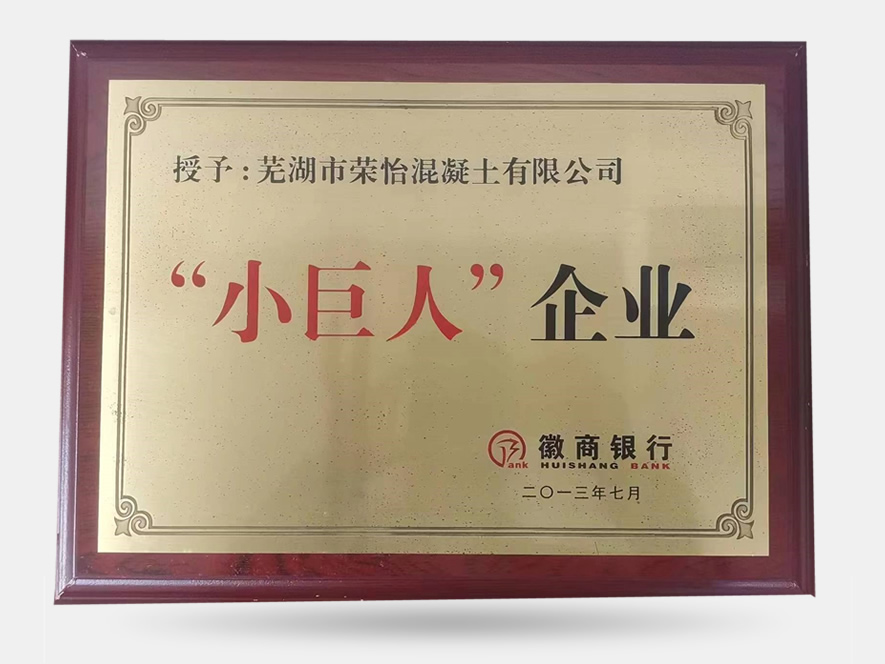 授予:芜湖市荣怡混凝土有限公司
“小巨人”企业
Bank 徽商银行
HUISHANG BANK
二〇一三年七月